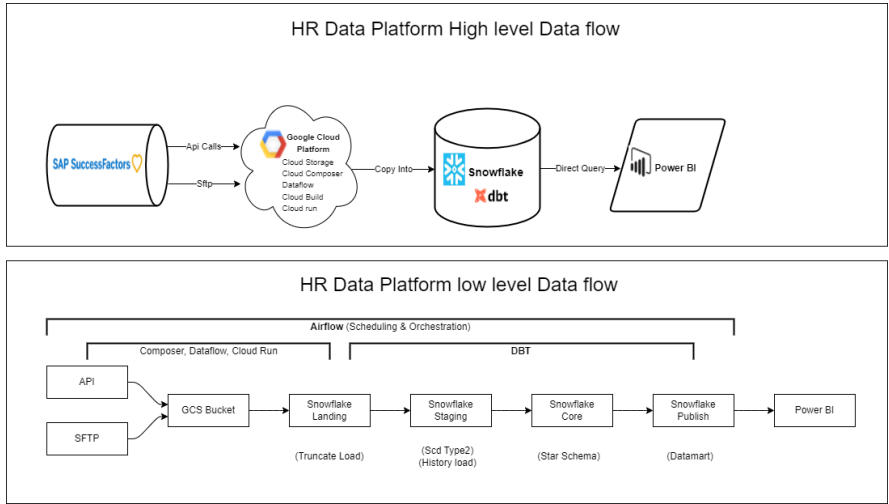 HR Data Platform High level Data flow
SAP SuccessFactors
Api Calls
Sftp
Google Cloud
Platform
Cloud Storage
Cloud Composer
Dataflow
Cloud Build
Cloud run
Copy Into
Snowflake
dbt
Direct Query
Power BI
HR Data Platform low level Data flow
Airflow (Scheduling & Orchestration)
Composer, Dataflow, Cloud Run
DBT
API
SFTP
GCS Bucket
Snowflake
Landing
(Truncate Load)
Snowflake
Staging
(Scd Type2)
(History load)
Snowflake
Core
(Star Schema)
Snowflake
Publish
(Datamart)
Power BI